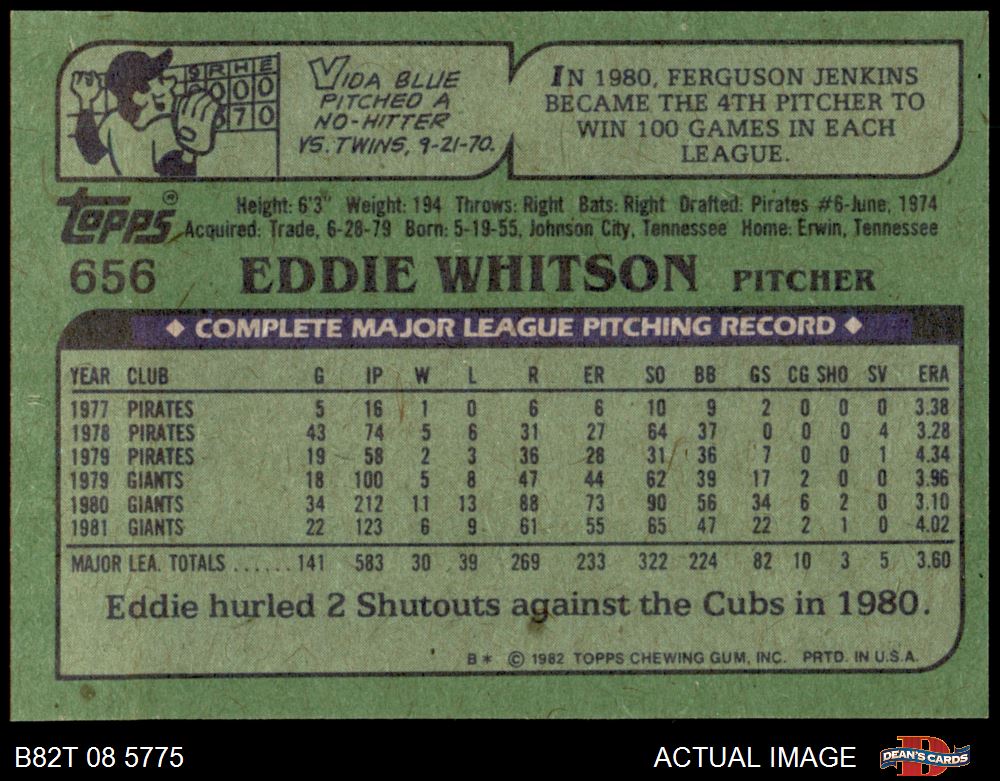 S R H E
0 0 0
6 7 0
VIDA BLUE
PITCHED A
NO-HITTER
VS. TWINS, 9-21-70.
IN 1980, FERGUSON JENKINS
BECAME THE 4TH PITCHER TO
WIN 100 GAMES IN EACH
LEAGUE.
TOPPS®
Height: 6'3" Weight: 194 Throws: Right Bats: Right Drafted: Pirates #6-June, 1974
Acquired: Trade, 6-28-79 Born: 5-19-55, Johnson City, Tennessee Home: Erwin, Tennessee
656 EDDIE WHITSON PITCHER
◆ COMPLETE MAJOR LEAGUE PITCHING RECORD ◆
YEAR CLUB G IP W L R ER SO BB GS CG SHO SV ERA
1977 PIRATES 5 16 1 0 6 6 10 9 2 0 0 0 3.38
1978 PIRATES 43 74 5 6 31 27 64 37 0 0 0 4 3.28
1979 PIRATES 19 58 2 3 36 28 31 36 7 0 0 1 4.34
1979 GIANTS 18 100 5 8 47 44 62 39 17 2 0 0 3.96
1980 GIANTS 34 212 11 13 88 73 90 56 34 6 2 0 3.10
1981 GIANTS 22 123 6 9 61 55 65 47 22 2 1 0 4.02
MAJOR LEA. TOTALS ...... 141 583 30 39 269 233 322 224 82 10 3 5 3.60
Eddie hurled 2 Shutouts against the Cubs in 1980.
B* © 1982 TOPPS CHEWING GUM, INC. PRTD. IN U.S.A.
B82T 08 5775
ACTUAL IMAGE
DEAN'S CARDS